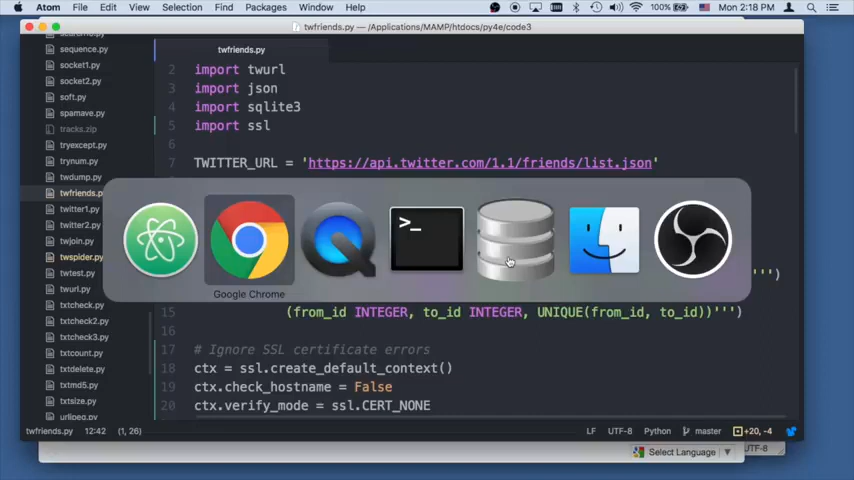 Atom File Edit View Selection Find Packages Window Help 100% Mon 2:18 PM
twfriends.py — /Applications/MAMP/htdocs/py4e/code3
sequence.py
socket1.py
socket2.py
soft.py
spamave.py
tracks.zip
tryexcept.py
trynum.py
twdump.py
twfriends.py
twitter1.py
twitter2.py
twjoin.py
twspider.py
twtest.py
twurl.py
txtcheck.py
txtcheck2.py
txtcheck3.py
txtcount.py
txtdelete.py
txtmd5.py
txtsize.py
urlpeg.py
twfriends.py
2 import twurl
3 import json
4 import sqlite3
5 import ssl
7 TWITTER_URL = 'https://api.twitter.com/1.1/friends/list.json'
''')
Google Chrome
15 (from_id INTEGER, to_id INTEGER, UNIQUE(from_id, to_id))''')
16
17 # Ignore SSL certificate errors
18 ctx = ssl.create_default_context()
19 ctx.check_hostname = False
20 ctx.verify_mode = ssl.CERT_NONE
twfriends.py 12:42 (1, 26) LF UTF-8 Python master +20, -4
Select Language UTF-8